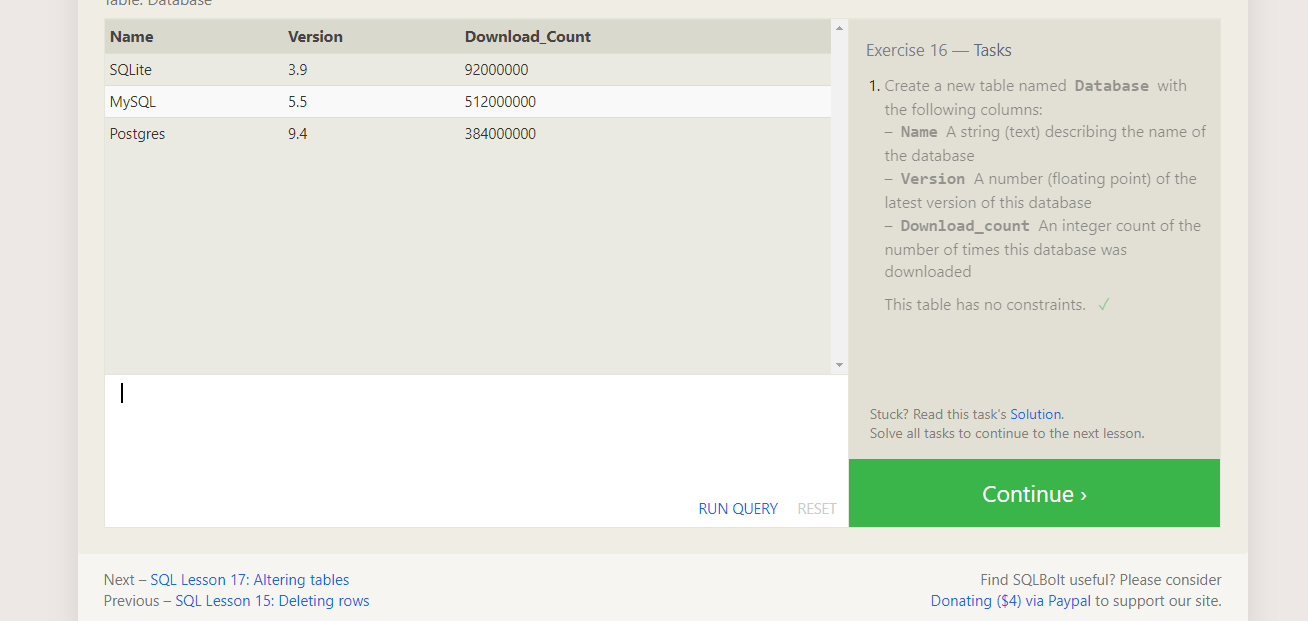 Table: Database
Name Version Download_Count
SQLite 3.9 92000000
MySQL 5.5 512000000
Postgres 9.4 384000000
RUN QUERY RESET
Exercise 16 — Tasks
1. Create a new table named Database with
the following columns:
– Name A string (text) describing the name of
the database
– Version A number (floating point) of the
latest version of this database
– Download_count An integer count of the
number of times this database was
downloaded
This table has no constraints. ✓
Stuck? Read this task's Solution.
Solve all tasks to continue to the next lesson.
Continue ›
Next – SQL Lesson 17: Altering tables
Previous – SQL Lesson 15: Deleting rows
Find SQLBolt useful? Please consider
Donating ($4) via Paypal to support our site.